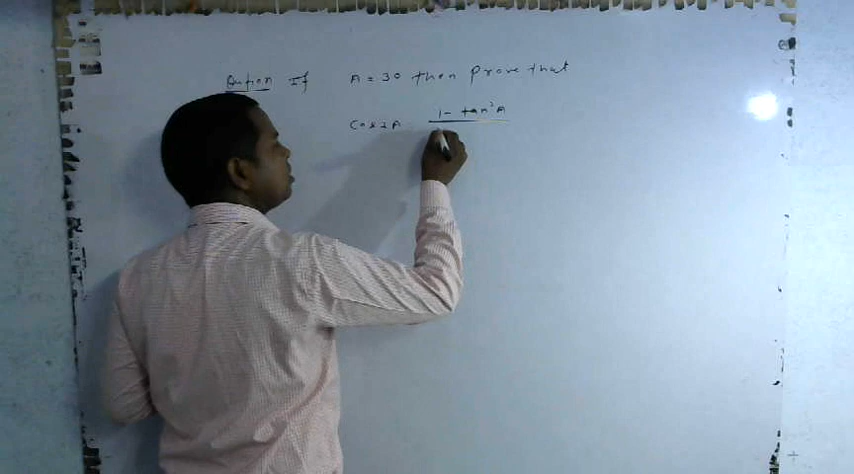 Qution If A = 30 then prove that
Cos2A 1 - tan²A